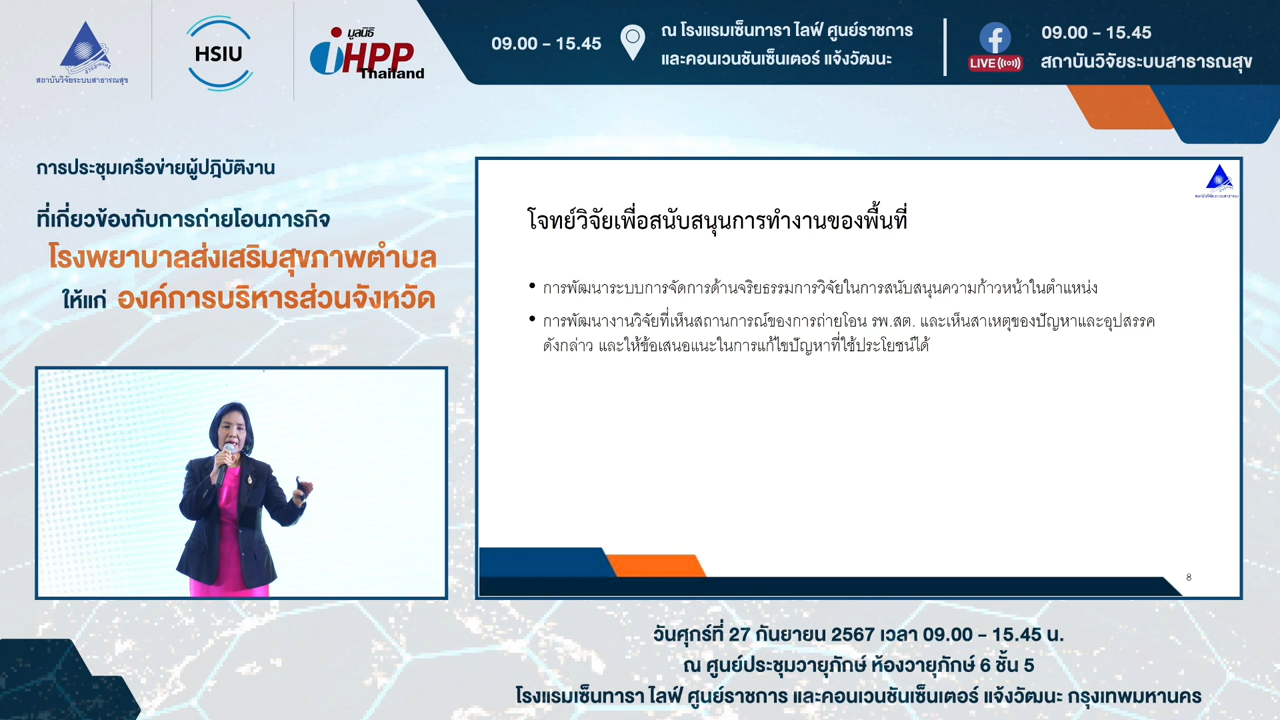 สถาบันวิจัยระบบสาธารณสุข
HSIU
มูลนิธิ
iHPP
Thailand
09.00 - 15.45
ณ โรงแรมเซ็นทารา ไลฟ์ ศูนย์ราชการ
และคอนเวนชันเซ็นเตอร์ แจ้งวัฒนะ
LIVE
09.00 - 15.45
สถาบันวิจัยระบบสาธารณสุข
การประชุมเครือข่ายผู้ปฏิบัติงาน
ที่เกี่ยวข้องกับการถ่ายโอนภารกิจ
โรงพยาบาลส่งเสริมสุขภาพตำบล
ให้แก่ องค์การบริหารส่วนจังหวัด
สถาบันวิจัยระบบสาธารณสุข
โจทย์วิจัยเพื่อสนับสนุนการทำงานของพื้นที่
• การพัฒนาระบบการจัดการด้านจริยธรรมการวิจัยในการสนับสนุนความก้าวหน้าในตำแหน่ง
• การพัฒนางานวิจัยที่เห็นสถานการณ์ของการถ่ายโอน รพ.สต. และเห็นสาเหตุของปัญหาและอุปสรรค
ดังกล่าว และให้ข้อเสนอแนะในการแก้ไขปัญหาที่ใช้ประโยชน์ได้
8
วันศุกร์ที่ 27 กันยายน 2567 เวลา 09.00 - 15.45 น.
ณ ศูนย์ประชุมวายุภักษ์ ห้องวายุภักษ์ 6 ชั้น 5
โรงแรมเซ็นทารา ไลฟ์ ศูนย์ราชการ และคอนเวนชันเซ็นเตอร์ แจ้งวัฒนะ กรุงเทพมหานคร